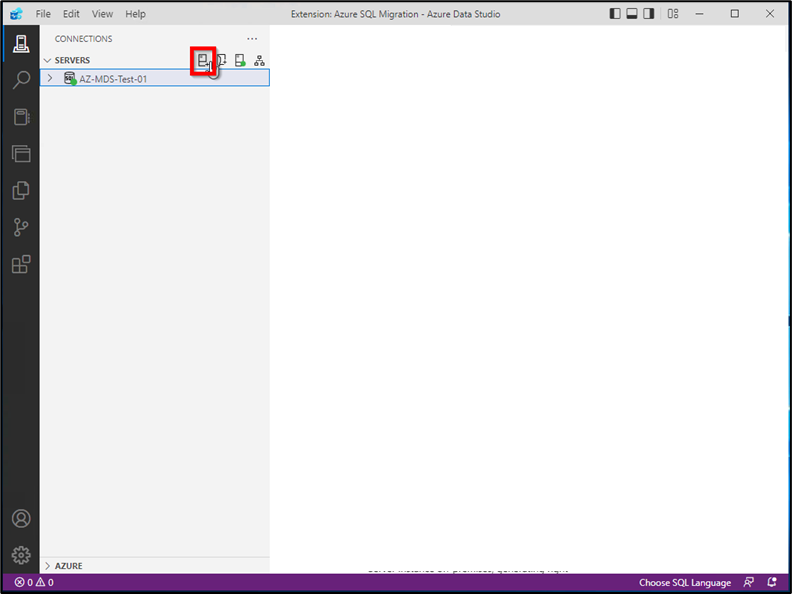 File Edit View Help Extension: Azure SQL Migration - Azure Data Studio
CONNECTIONS
SERVERS
AZ-MDS-Test-01
AZURE
0 0 Choose SQL Language